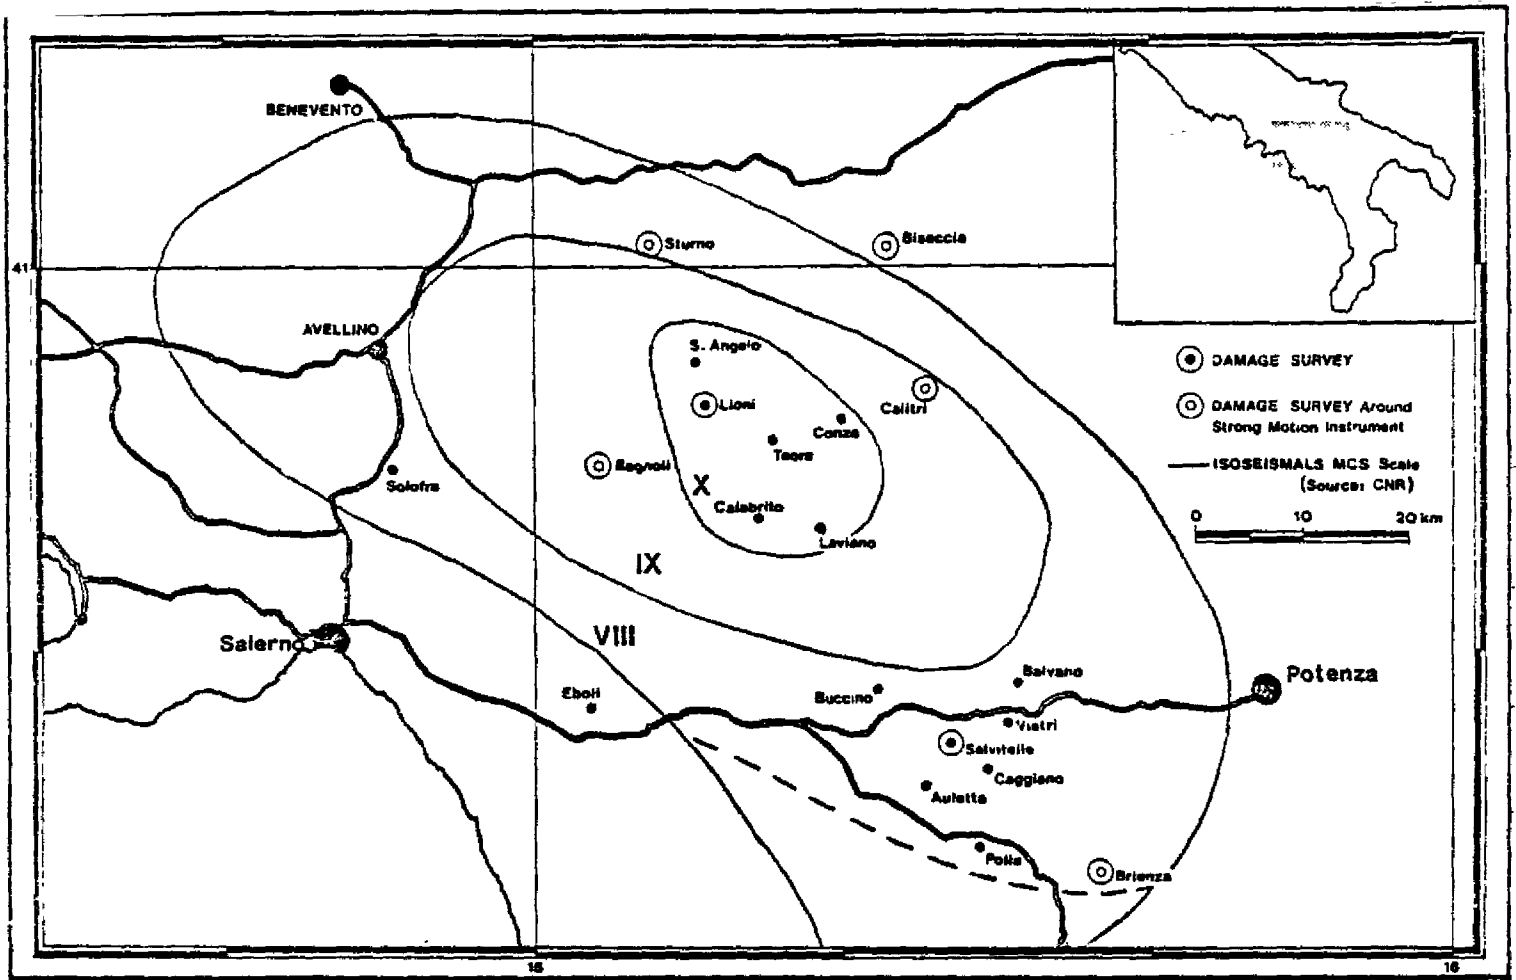 BENEVENTO
Sturno
Bisaccia
41
AVELLINO
S. Angelo
DAMAGE SURVEY
Lioni
Calitri
DAMAGE SURVEY Around
Strong Motion Instrument
Conza
Teora
Bagnoli
ISOSEISMALS MCS Scale
(Source: CNR)
Solofra
X
Calabritto
0 10 20 km
Laviano
IX
VIII
Salerno
Balvano
Potenza
Eboli
Buccino
Vietri
Salvitelle
Caggiano
Auletta
Polla
Brienza
15
16